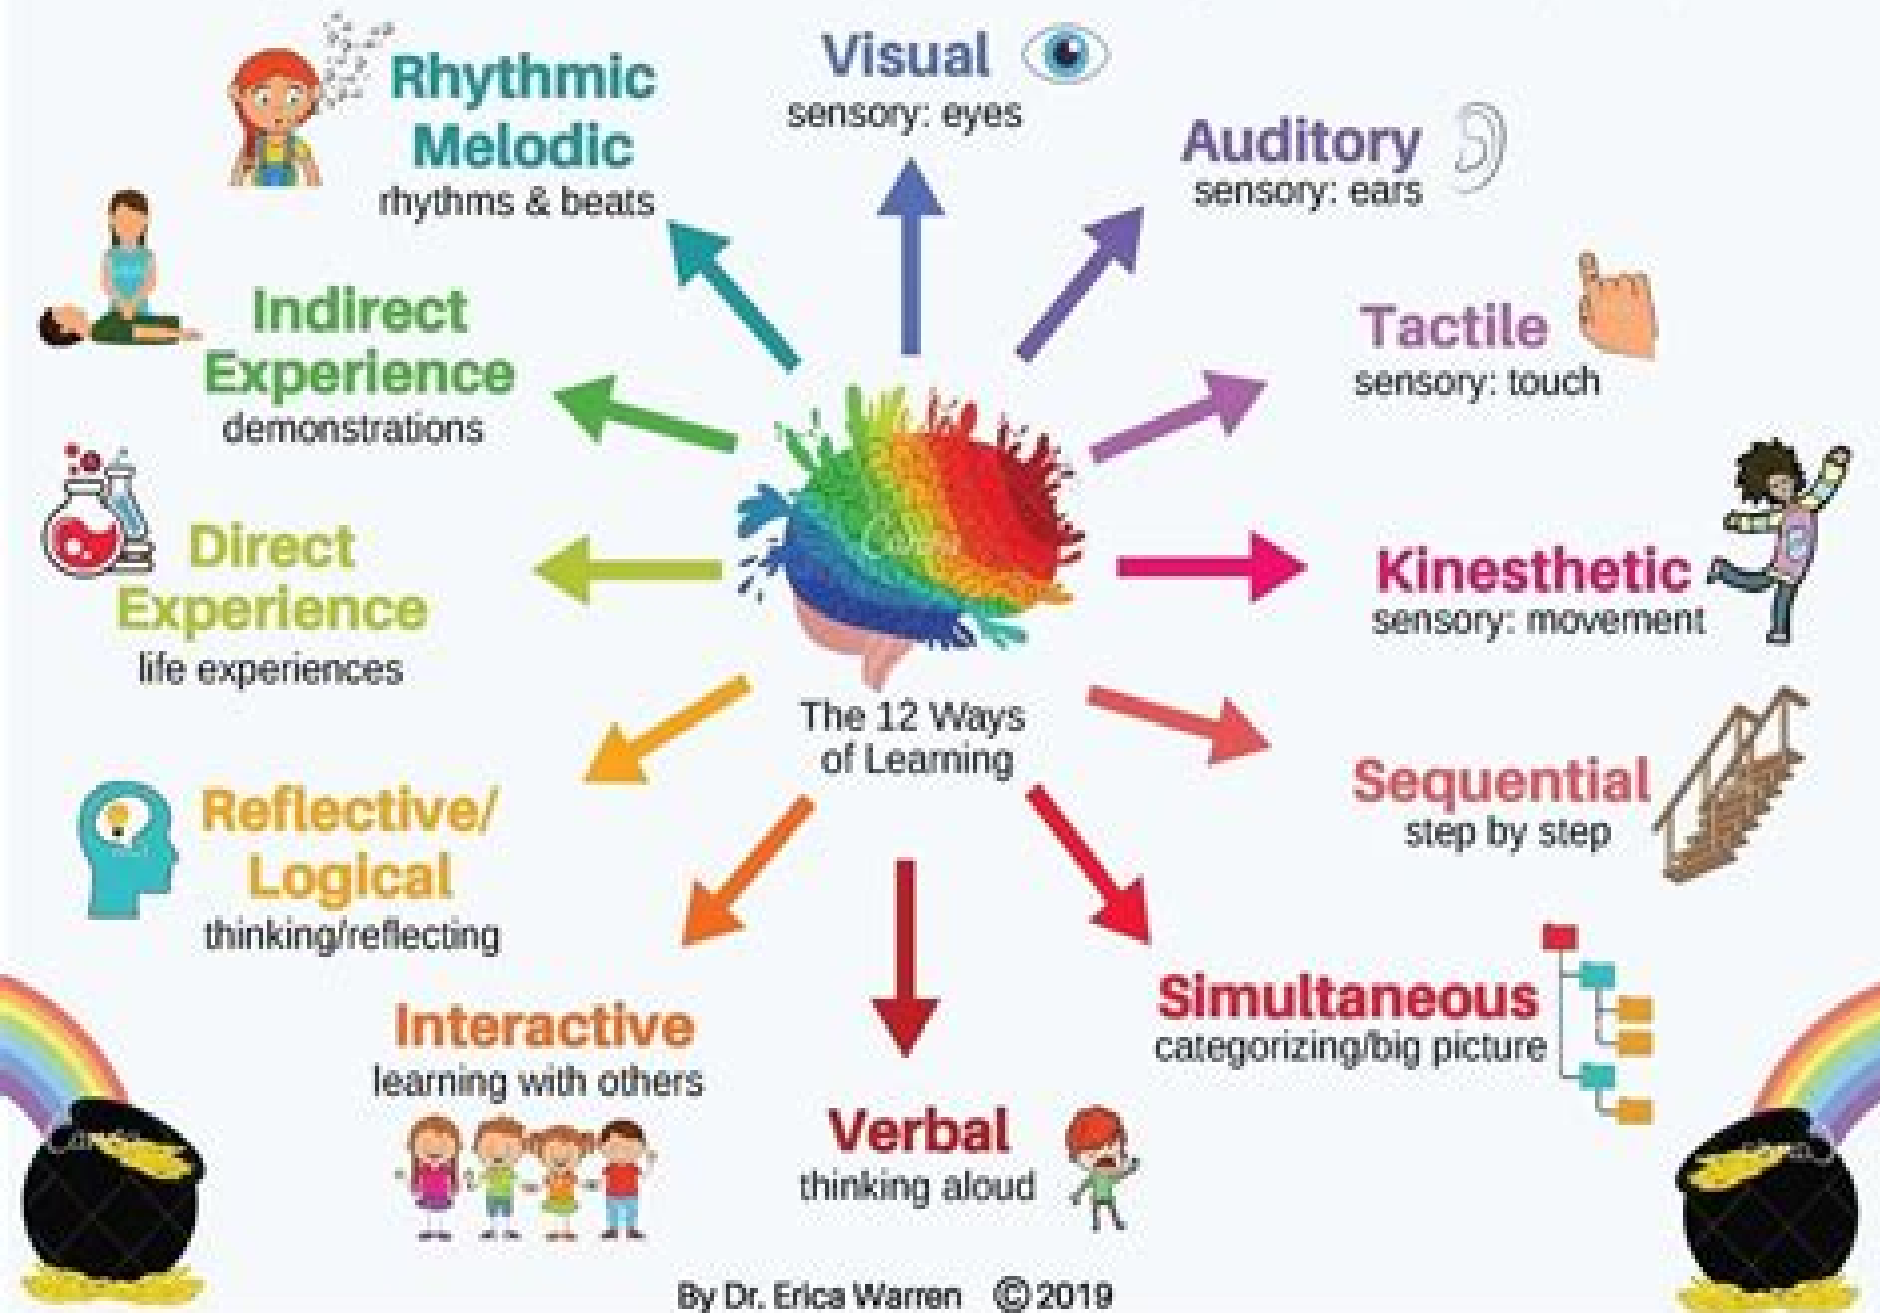 Visual
sensory: eyes
Auditory
sensory: ears
Tactile
sensory: touch
Kinesthetic
sensory: movement
Sequential
step by step
Simultaneous
categorizing/big picture
Verbal
thinking aloud
Interactive
learning with others
Reflective/
Logical
thinking/reflecting
Direct
Experience
life experiences
Indirect
Experience
demonstrations
Rhythmic
Melodic
rhythms & beats
The 12 Ways
of Learning
By Dr. Erica Warren ©2019